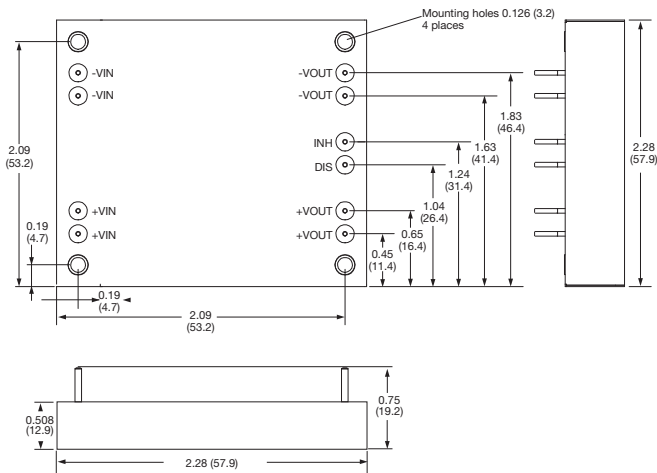 Mounting holes 0.126 (3.2)
4 places
-VIN
-VOUT
-VIN
-VOUT
1.83
(46.4)
1.63
(41.4)
2.28
(57.9)
INH
2.09
(53.2)
DIS
1.24
(31.4)
1.04
(26.4)
+VIN
+VOUT
0.65
(16.4)
0.19
(4.7)
+VIN
+VOUT
0.45
(11.4)
0.19
(4.7)
2.09
(53.2)
0.75
(19.2)
0.508
(12.9)
2.28 (57.9)